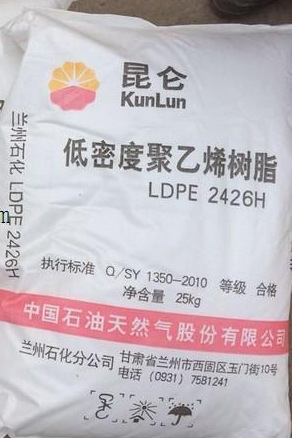 昆仑
KunLun
低密度聚乙烯树脂
LDPE 2426H
兰州石化 LDPE 2426H
m
执行标准 Q/SY 1350-2010 等级 合格
净含量 25kg
中国石油天然气股份有限公司
兰州石化分公司 甘肃省兰州市西固区玉门街10号
电话 (0931) 7581241